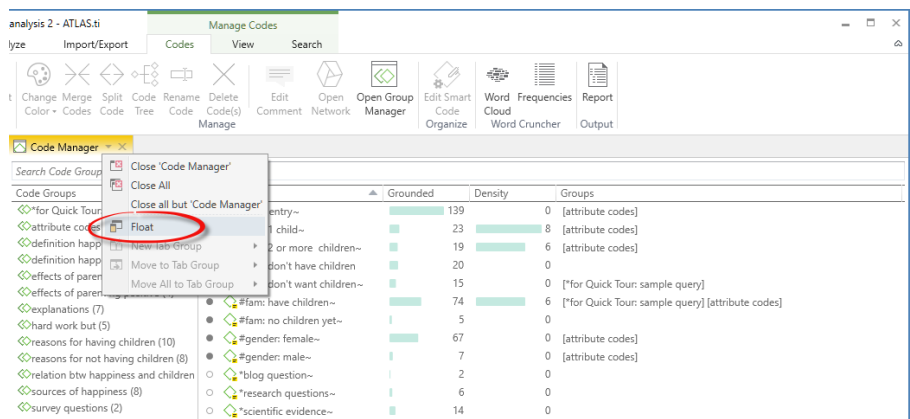 analysis 2 - ATLAS.ti
Manage Codes
lyze Import/Export Codes View Search
Change Color Merge Codes Split Code Code Tree Rename Code Delete Code(s) Edit Comment Open Network Open Group Manager Edit Smart Code Word Cloud Frequencies Report
Manage Organize Word Cruncher Output
Code Manager
Search Code Group
Close 'Code Manager'
Close All
Close all but 'Code Manager'
Float
New Tab Group
Move to Tab Group
Move All to Tab Group
Code Groups
*for Quick Tour
attribute codes
definition happ
definition happ
effects of paren
effects of parenting
explanations (7)
hard work but (5)
reasons for having children (10)
reasons for not having children (8)
relation btw happiness and children
sources of happiness (8)
survey questions (2)
Grounded Density Groups
entry~ 139 0 [attribute codes]
1 child~ 23 8 [attribute codes]
2 or more children~ 19 6 [attribute codes]
don't have children 20 0
don't want children~ 15 0 [*for Quick Tour: sample query]
#fam: have children~ 74 6 [*for Quick Tour: sample query] [attribute codes]
#fam: no children yet~ 5 0
#gender: female~ 67 0 [attribute codes]
#gender: male~ 7 0 [attribute codes]
*blog question~ 2 0
*research questions~ 6 0
*scientific evidence~ 14 0